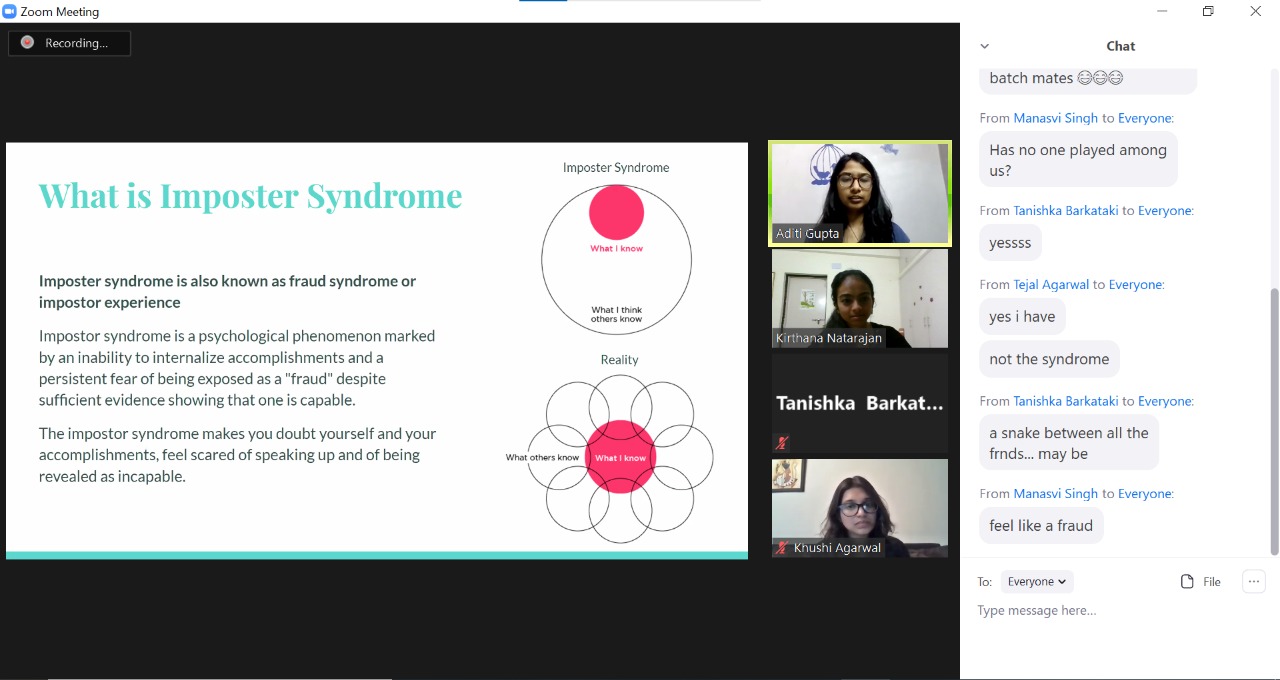 Zoom Meeting
Recording...
What is Imposter Syndrome
Imposter syndrome is also known as fraud syndrome or
impostor experience
Impostor syndrome is a psychological phenomenon marked
by an inability to internalize accomplishments and a
persistent fear of being exposed as a "fraud" despite
sufficient evidence showing that one is capable.
The impostor syndrome makes you doubt yourself and your
accomplishments, feel scared of speaking up and of being
revealed as incapable.
Imposter Syndrome
What I know
What I think
others know
Reality
What others know
What I know
Aditi Gupta
Kirthana Natarajan
Tanishka Barkat...
Khushi Agarwal
Chat
batch mates 😂😂😂
From Manasvi Singh to Everyone:
Has no one played among
us?
From Tanishka Barkataki to Everyone:
yessss
From Tejal Agarwal to Everyone:
yes i have
not the syndrome
From Tanishka Barkataki to Everyone:
a snake between all the
frnds... may be
From Manasvi Singh to Everyone:
feel like a fraud
To: Everyone
File
...
Type message here...